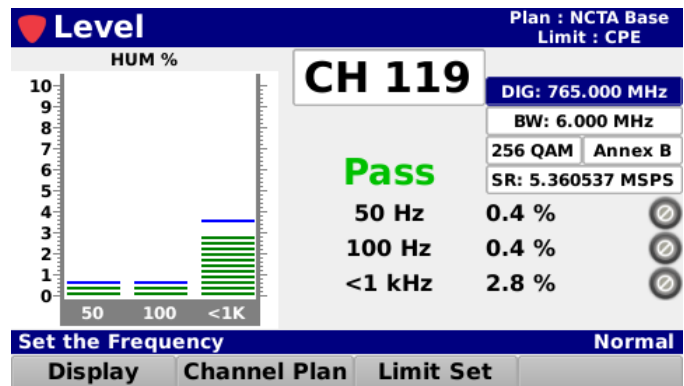 Level
Plan : NCTA Base
Limit : CPE
HUM %
10
9
8
7
6
5
4
3
2
1
0
50 100 <1K
CH 119
DIG: 765.000 MHz
BW: 6.000 MHz
256 QAM Annex B
SR: 5.360537 MSPS
Pass
50 Hz 0.4 %
100 Hz 0.4 %
<1 kHz 2.8 %
Set the Frequency Normal
Display Channel Plan Limit Set